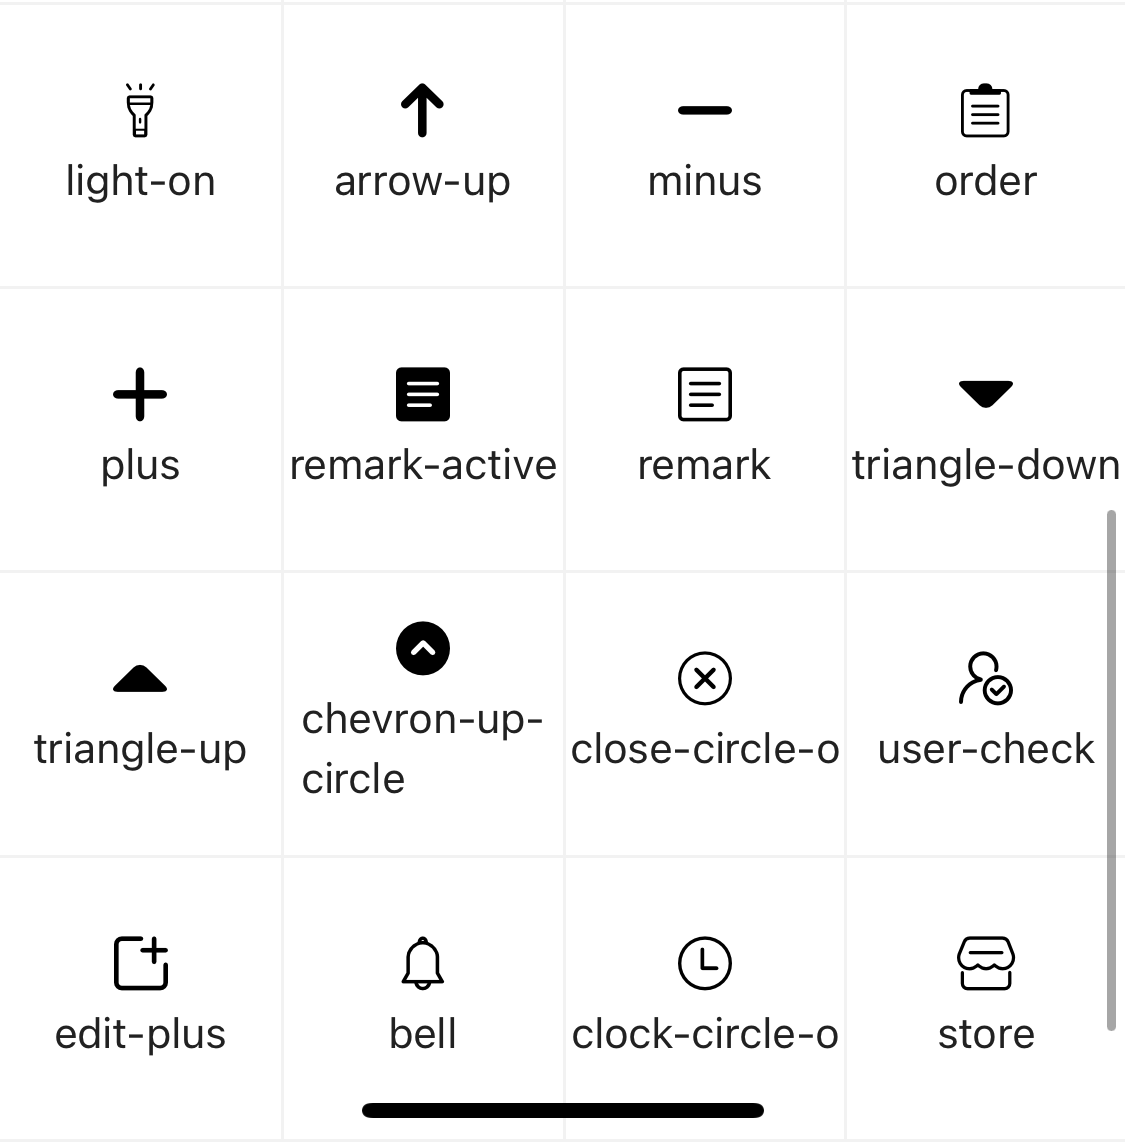 light-on
arrow-up
minus
order
plus
remark-active
remark
triangle-down
triangle-up
chevron-up-
circle
close-circle-o
user-check
edit-plus
bell
clock-circle-o
store